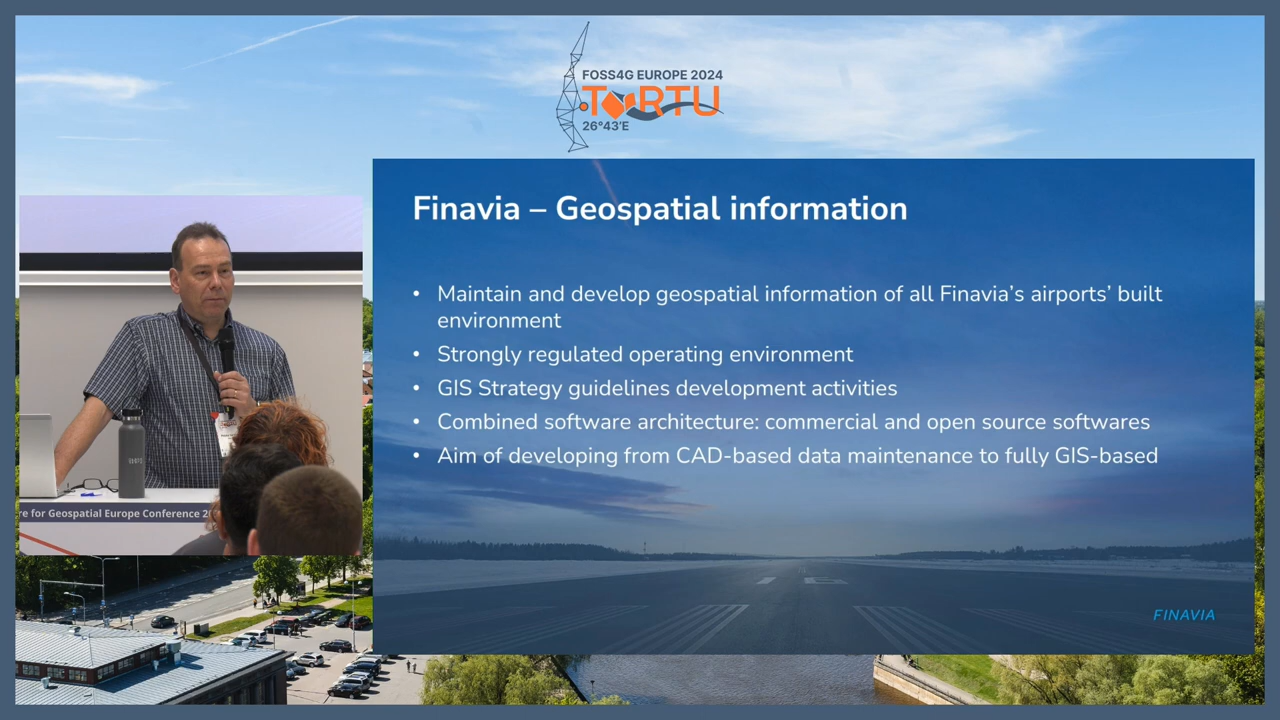 FOSS4G EUROPE 2024
TARTU
26°43'E
Finavia – Geospatial information
• Maintain and develop geospatial information of all Finavia’s airports’ built
environment
• Strongly regulated operating environment
• GIS Strategy guidelines development activities
• Combined software architecture: commercial and open source softwares
• Aim of developing from CAD-based data maintenance to fully GIS-based
FINAVIA
for Geospatial Europe Conference